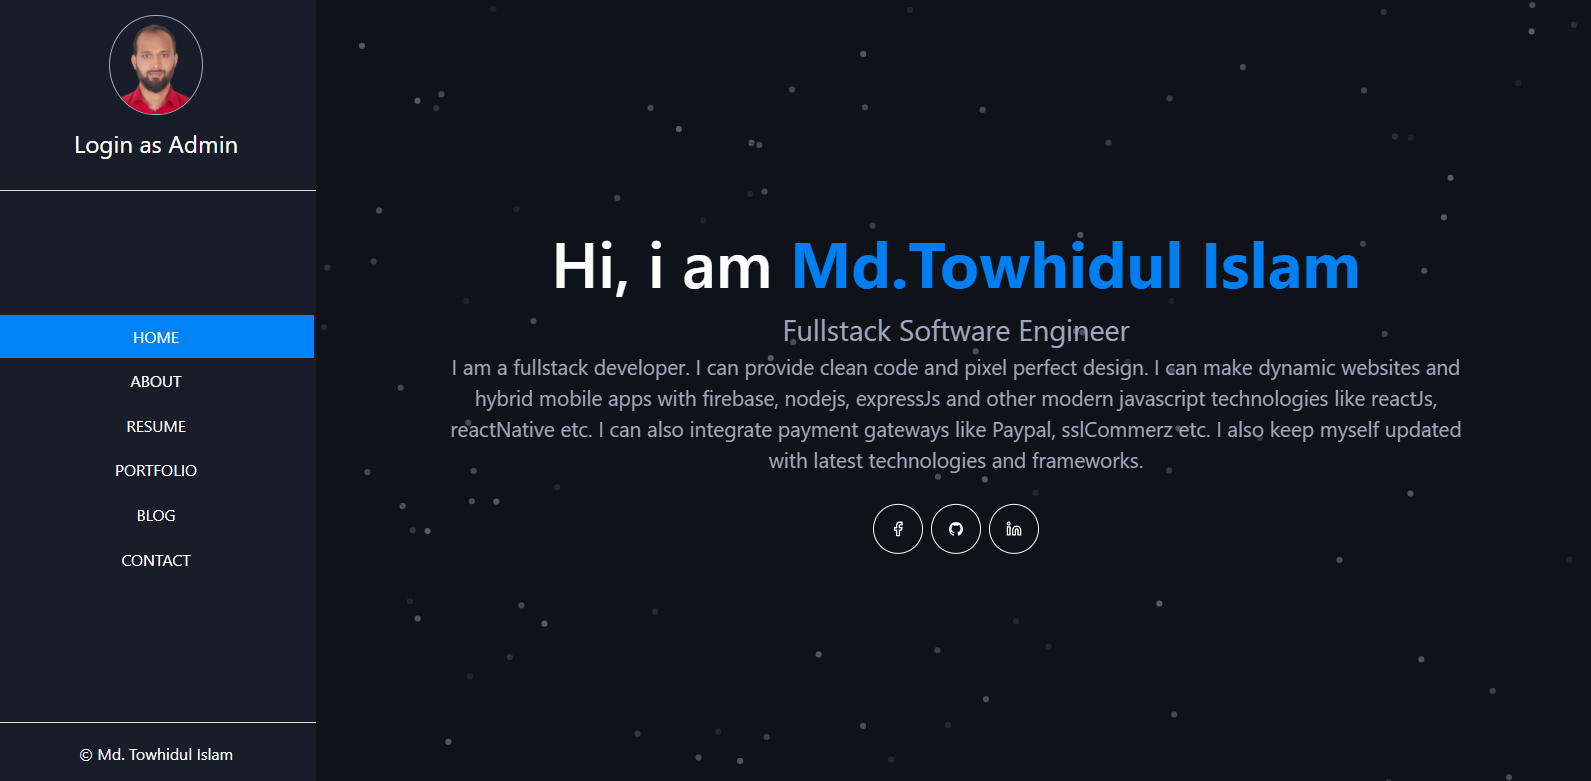 Login as Admin
HOME
ABOUT
RESUME
PORTFOLIO
BLOG
CONTACT
© Md. Towhidul Islam
Hi, i am Md.Towhidul Islam
Fullstack Software Engineer
I am a fullstack developer. I can provide clean code and pixel perfect design. I can make dynamic websites and
hybrid mobile apps with firebase, nodejs, expressJs and other modern javascript technologies like reactJs,
reactNative etc. I can also integrate payment gateways like Paypal, sslCommerz etc. I also keep myself updated
with latest technologies and frameworks.